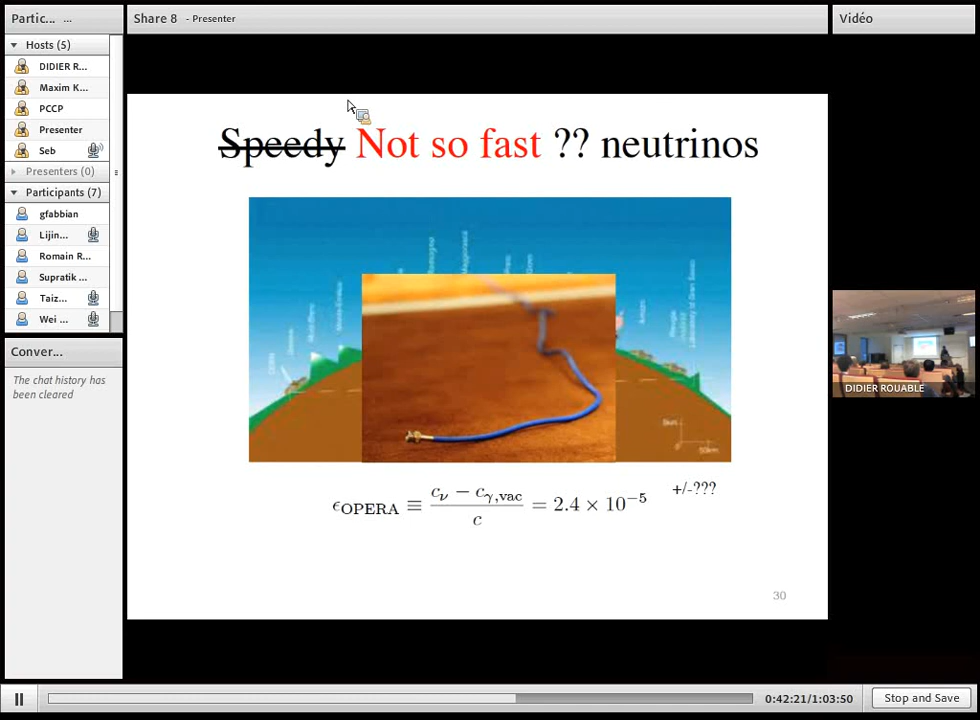 Partic... ...
Hosts (5)
DIDIER R...
Maxim K...
PCCP
Presenter
Seb
Presenters (0)
Participants (7)
gfabbian
Lijin...
Romain R...
Supratik ...
Taiz...
Wei ...
Conver...
The chat history has
been cleared
Share 8 - Presenter
Speedy Not so fast ?? neutrinos
ϵOPERA ≡ (cν − cγ,vac)/c = 2.4 × 10−5
+/-???
30
Vidéo
DIDIER ROUABLE
0:42:21/1:03:50
Stop and Save